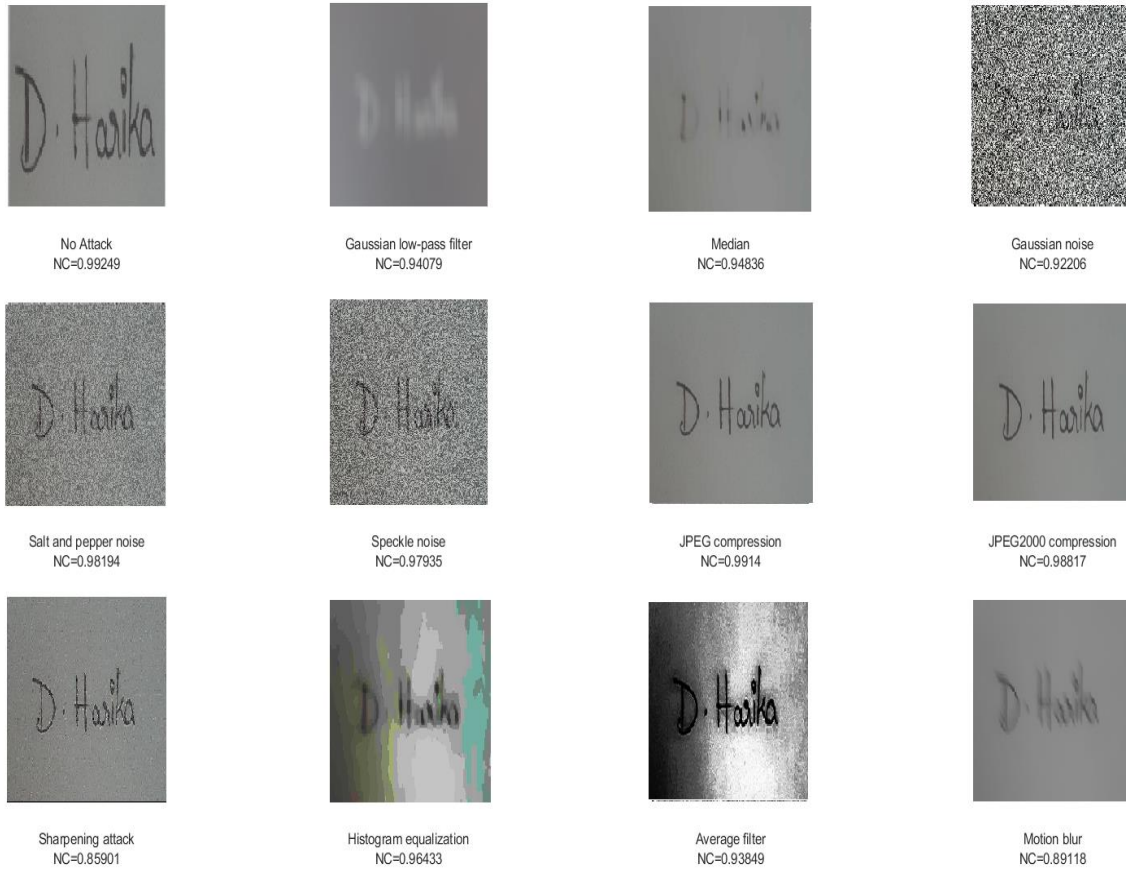 D · Harika
No Attack
NC=0.99249
Gaussian low-pass filter
NC=0.94079
Median
NC=0.94836
Gaussian noise
NC=0.92206
D · Harika
Salt and pepper noise
NC=0.98194
D · Harika
Speckle noise
NC=0.97935
D · Harika
JPEG compression
NC=0.9914
D · Harika
JPEG2000 compression
NC=0.98817
D · Harika
Sharpening attack
NC=0.85901
Histogram equalization
NC=0.96433
D · Harika
Average filter
NC=0.93849
D · Harika
Motion blur
NC=0.89118